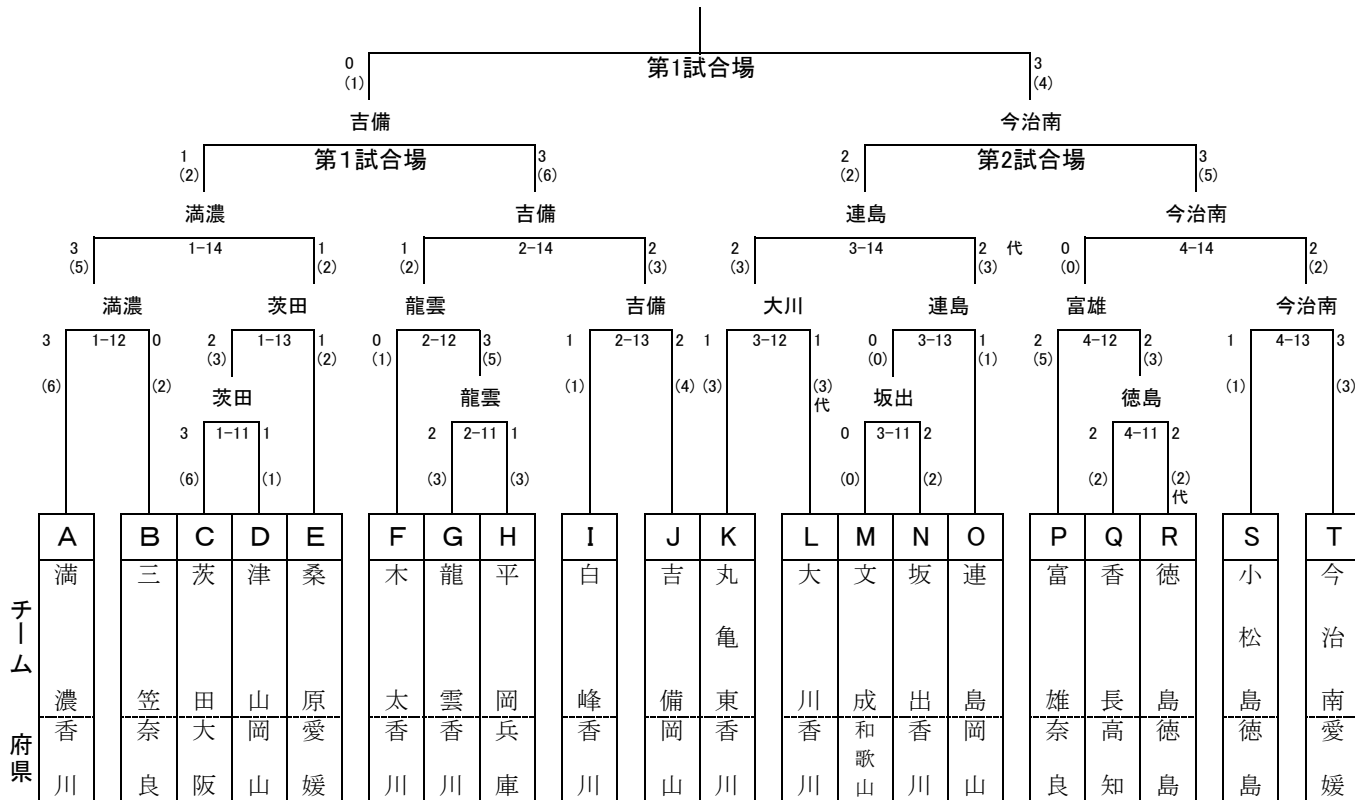 0 第1試合場 3
(1) (4)
吉備 今治南
1 第1試合場 3 2 第2試合場 3
(2) (6) (2) (5)
満濃 吉備 連島 今治南
3 1-14 1 1 2-14 2 2 3-14 2 代 0 4-14 2
(5) (2) (2) (3) (3) (3) (0) (2)
満濃 茨田 龍雲 吉備 大川 連島 富雄 今治南
3 1-12 0 2 1-13 1 0 2-12 3 1 2-13 2 1 3-12 1 0 3-13 1 2 4-12 2 1 4-13 3
(3) (2) (1) (5) (0) (1) (5) (3)
(6) (2) (1) (4) (3) (3) (1) (3)
代
茨田 龍雲 坂出 徳島
3 1-11 1 2 2-11 1 0 3-11 2 2 4-11 2
(6) (1) (3) (3) (0) (2) (2) (2)
代
A B C D E F G H I J K L M N O P Q R S T
チーム 満濃 三笠 茨田 津山 桑原 木太 龍雲 平岡 白峰 吉備 丸亀東 大川 文成 坂出 連島 富雄 香長 徳島 小松島 今治南
府県 香川 奈良 大阪 岡山 愛媛 香川 香川 兵庫 香川 岡山 香川 香川 和歌山 香川 岡山 奈良 高知 徳島 徳島 愛媛